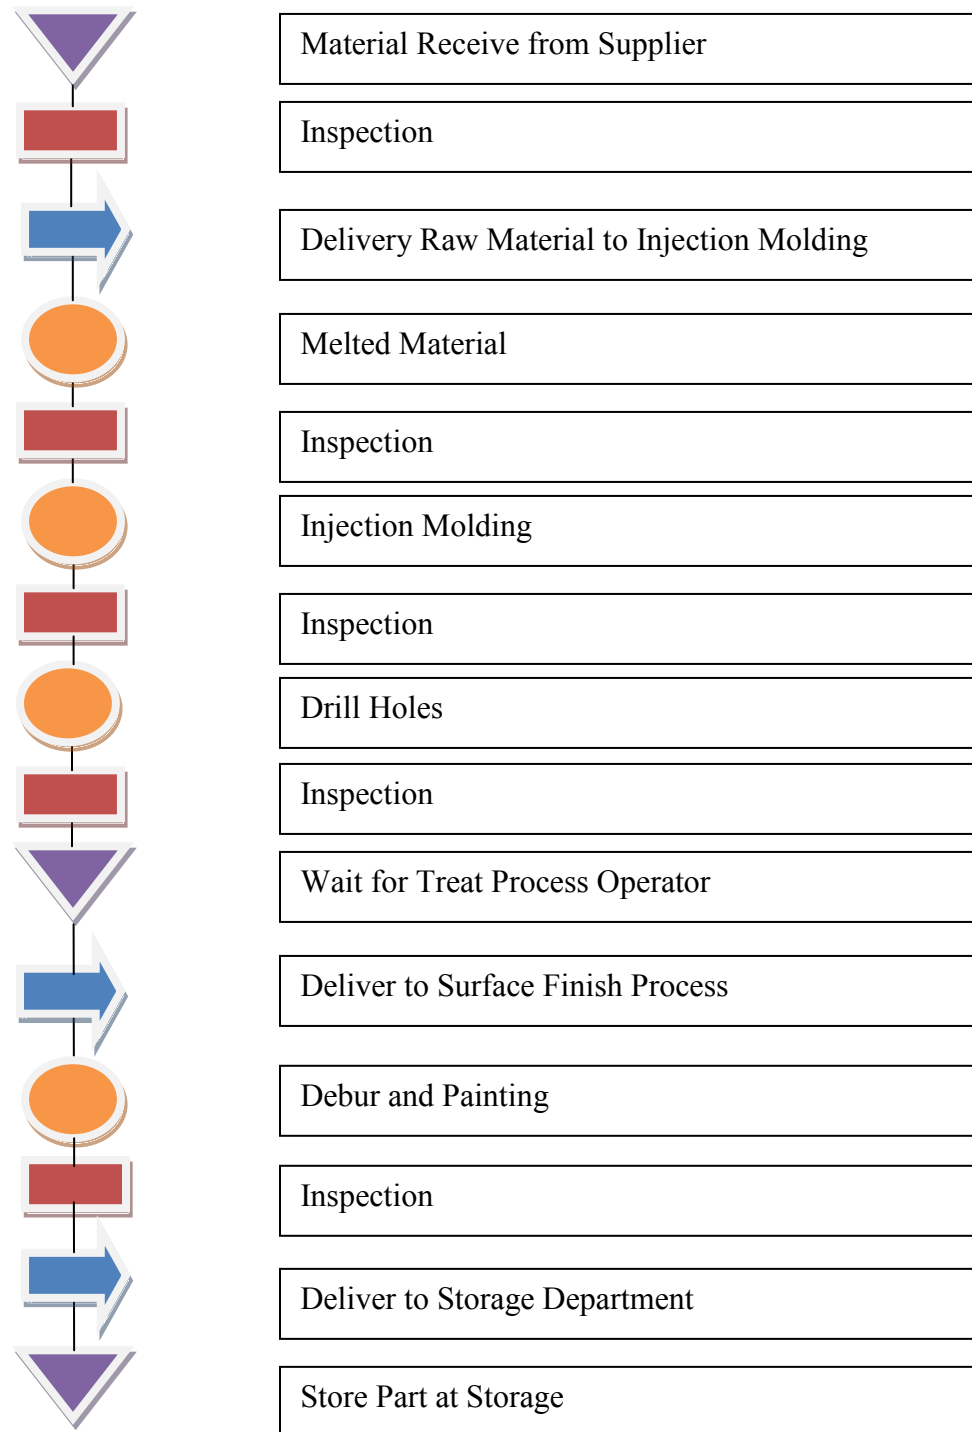 Material Receive from Supplier
Inspection
Delivery Raw Material to Injection Molding
Melted Material
Inspection
Injection Molding
Inspection
Drill Holes
Inspection
Wait for Treat Process Operator
Deliver to Surface Finish Process
Debur and Painting
Inspection
Deliver to Storage Department
Store Part at Storage